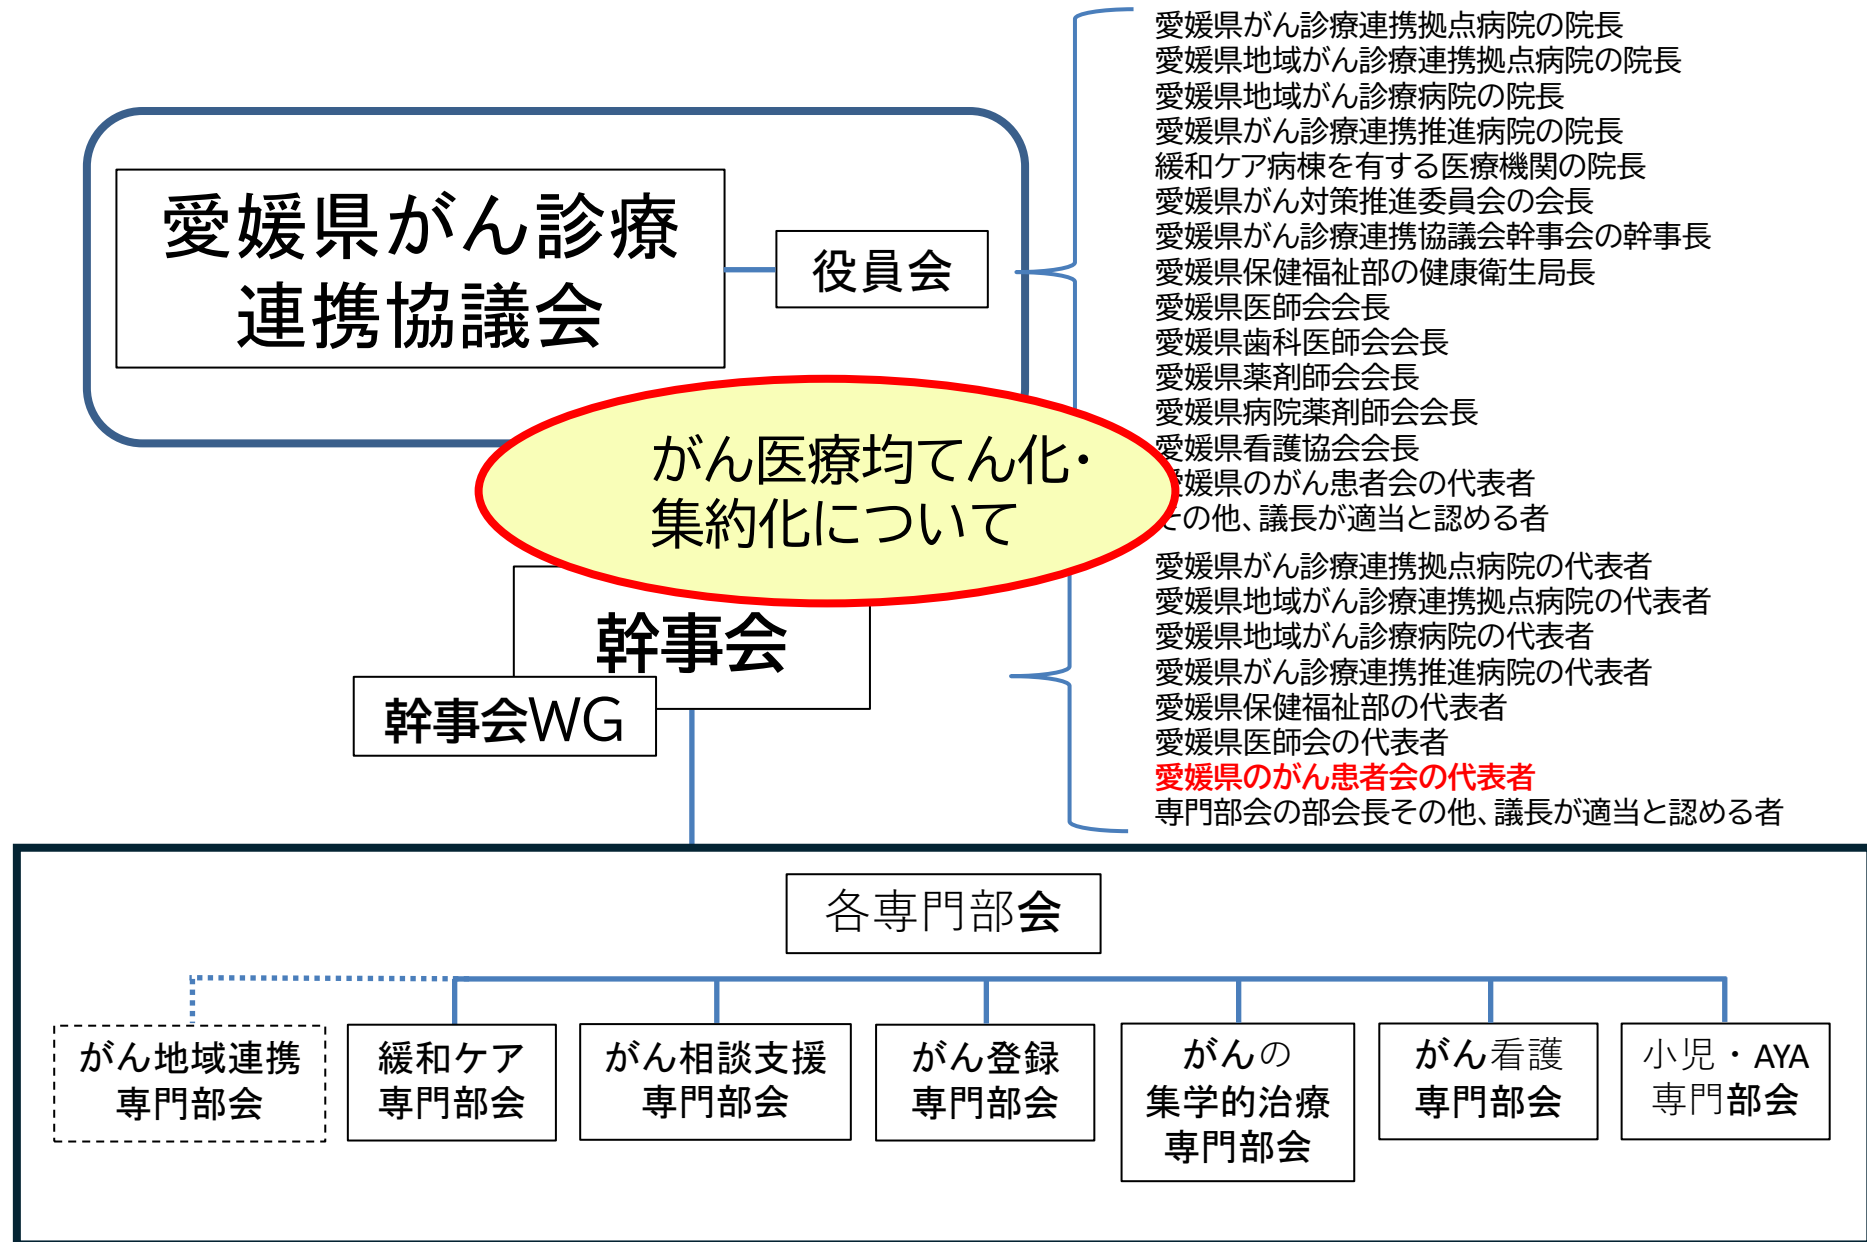 愛媛県がん診療
連携協議会
役員会
愛媛県がん診療連携拠点病院の院長
愛媛県地域がん診療連携拠点病院の院長
愛媛県地域がん診療病院の院長
愛媛県がん診療連携推進病院の院長
緩和ケア病棟を有する医療機関の院長
愛媛県がん対策推進委員会の会長
愛媛県がん診療連携協議会幹事会の幹事長
愛媛県保健福祉部の健康衛生局長
愛媛県医師会会長
愛媛県歯科医師会会長
愛媛県薬剤師会会長
愛媛県病院薬剤師会会長
愛媛県看護協会会長
愛媛県のがん患者会の代表者
その他、議長が適当と認める者
がん医療均てん化・
集約化について
幹事会
幹事会WG
愛媛県がん診療連携拠点病院の代表者
愛媛県地域がん診療連携拠点病院の代表者
愛媛県地域がん診療病院の代表者
愛媛県がん診療連携推進病院の代表者
愛媛県保健福祉部の代表者
愛媛県医師会の代表者
愛媛県のがん患者会の代表者
専門部会の部会長その他、議長が適当と認める者
各専門部会
がん地域連携
専門部会
緩和ケア
専門部会
がん相談支援
専門部会
がん登録
専門部会
がんの
集学的治療
専門部会
がん看護
専門部会
小児・AYA
専門部会